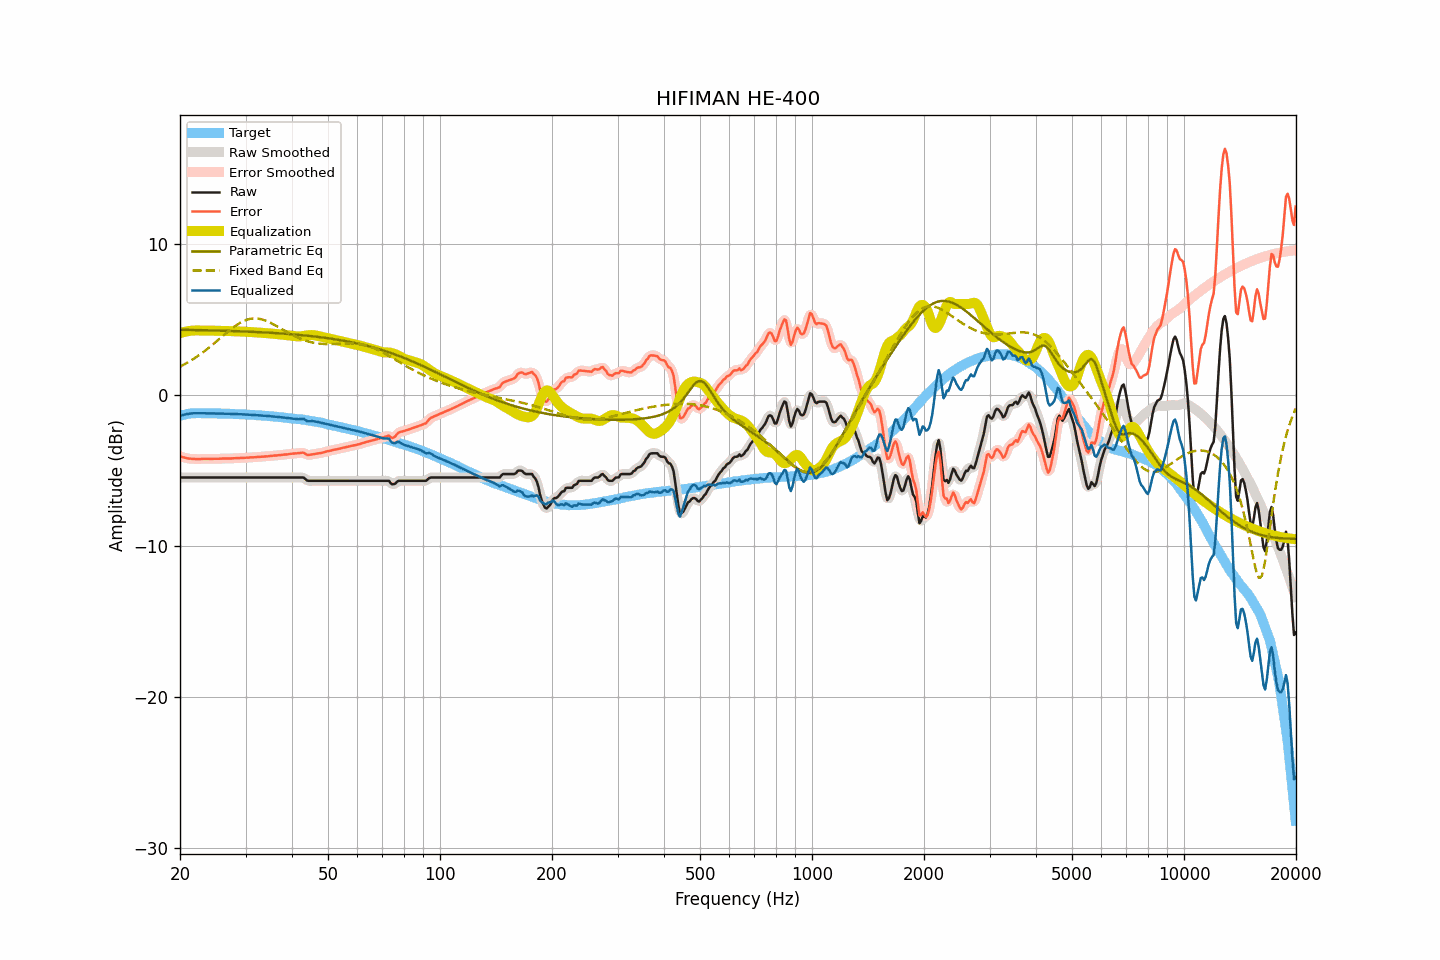 HIFIMAN HE-400
Target
Raw Smoothed
Error Smoothed
Raw
Error
Equalization
Parametric Eq
Fixed Band Eq
Equalized
10
0
−10
−20
−30
Amplitude (dBr)
20 50 100 200 500 1000 2000 5000 10000 20000
Frequency (Hz)